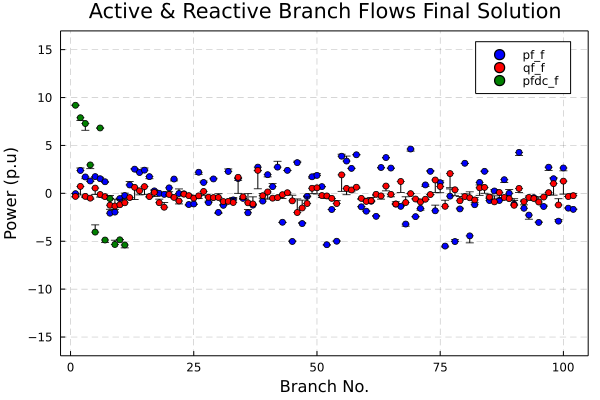 Active & Reactive Branch Flows Final Solution
15
10
5
0
−5
−10
−15
Power (p.u)
pf_f
qf_f
pfdc_f
0 25 50 75 100
Branch No.